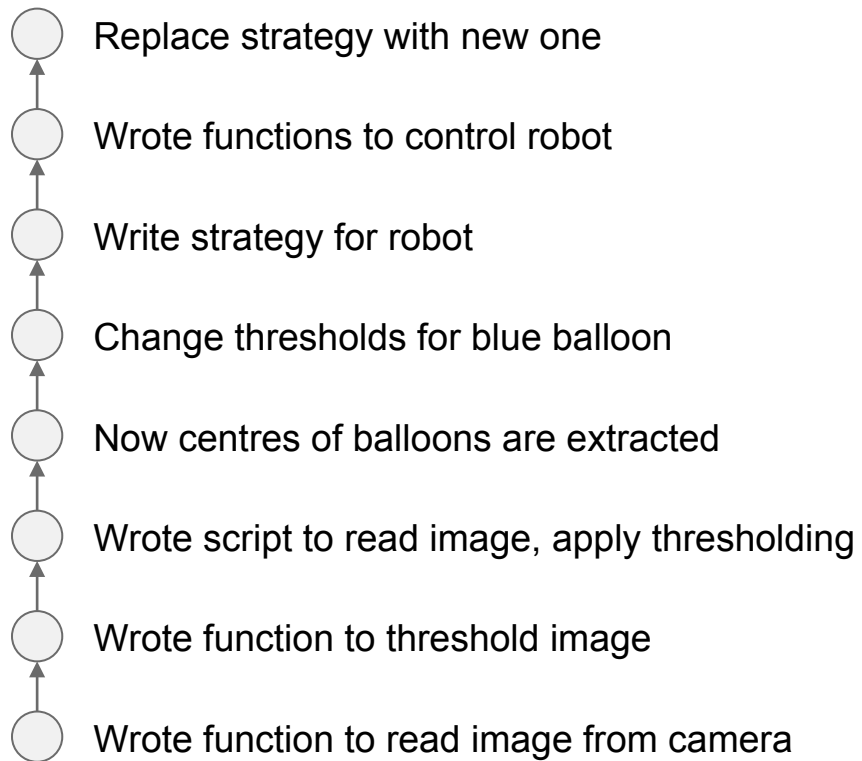 Replace strategy with new one
Wrote functions to control robot
Write strategy for robot
Change thresholds for blue balloon
Now centres of balloons are extracted
Wrote script to read image, apply thresholding
Wrote function to threshold image
Wrote function to read image from camera